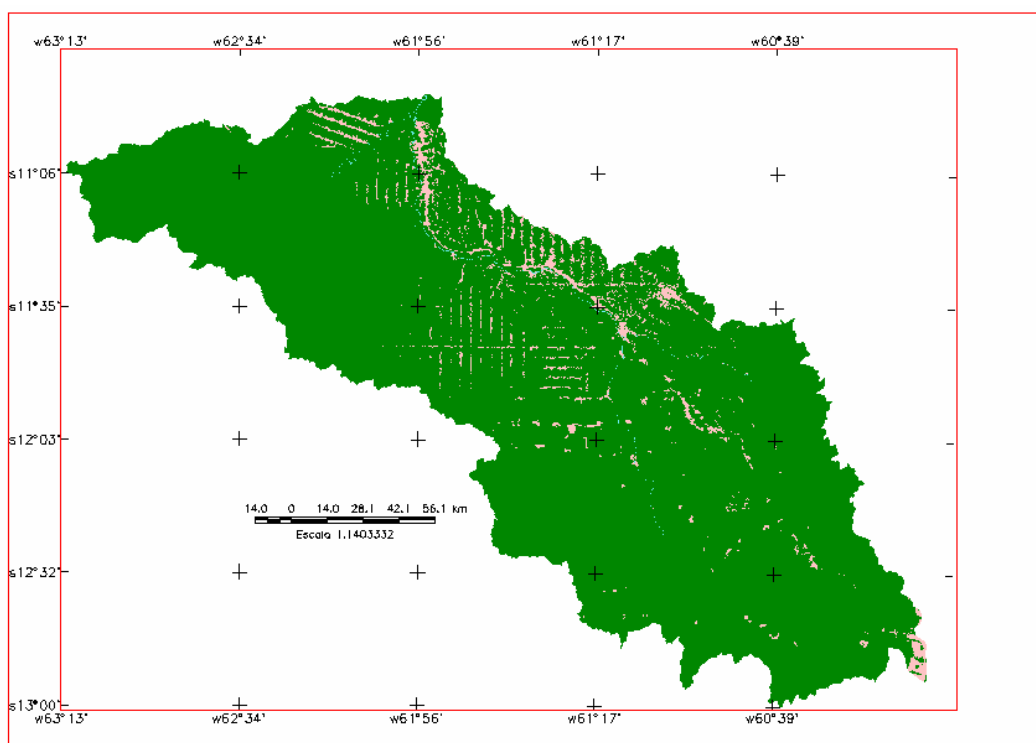 w63°13' w62°34' w61°56' w61°17' w60°39'
s11°06'
s11°35'
s12°03'
14.0 0 14.0 28.1 42.1 56.1 km
Escala 1:1403332
s12°32'
s13°00'
w63°13' w62°34' w61°56' w61°17' w60°39'